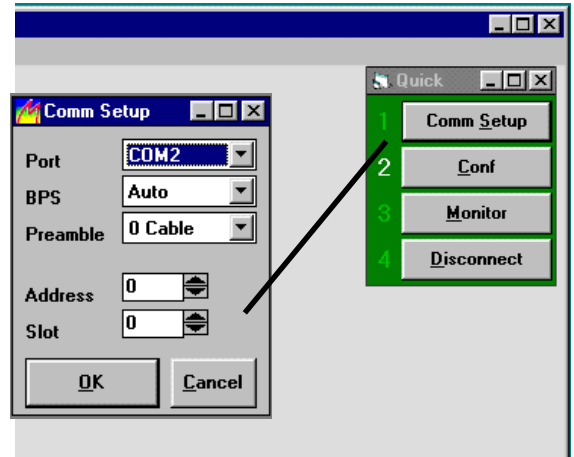 Quick
1 Comm Setup
2 Conf
3 Monitor
4 Disconnect
Comm Setup
Port COM2
BPS Auto
Preamble 0 Cable
Address 0
Slot 0
OK Cancel